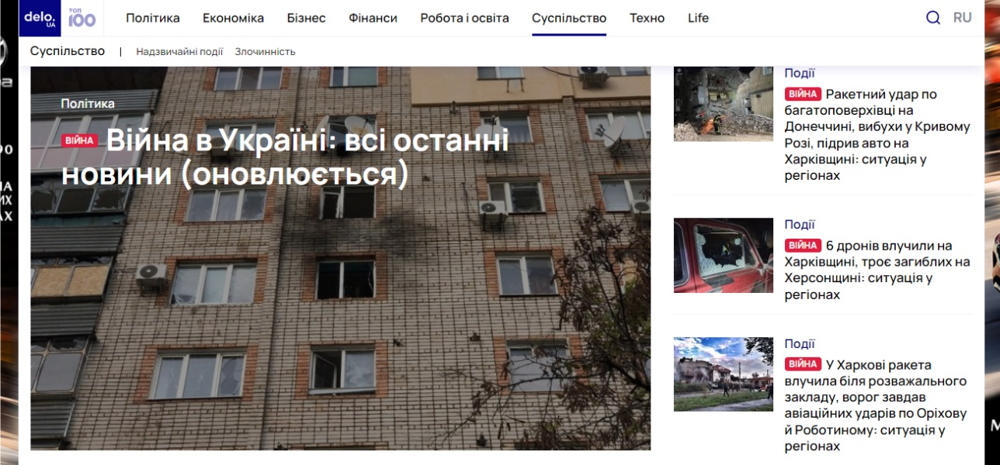 delo.
UA
ТОП
100
Політика
Економіка
Бізнес
Фінанси
Робота і освіта
Суспільство
Техно
Life
RU
Суспільство
|
Надзвичайні події
Злочинність
Політика
ВІЙНА Війна в Україні: всі останні
новини (оновлюється)
Події
ВІЙНА Ракетний удар по
багатоповерхівці на
Донеччині, вибухи у Кривому
Розі, підрив авто на
Харківщині: ситуація у
регіонах
Події
ВІЙНА 6 дронів влучили на
Харківщині, троє загиблих на
Херсонщині: ситуація у
регіонах
Події
ВІЙНА У Харкові ракета
влучила біля розважального
закладу, ворог завдав
авіаційних ударів по Оріхову
й Роботиному: ситуація у
регіонах